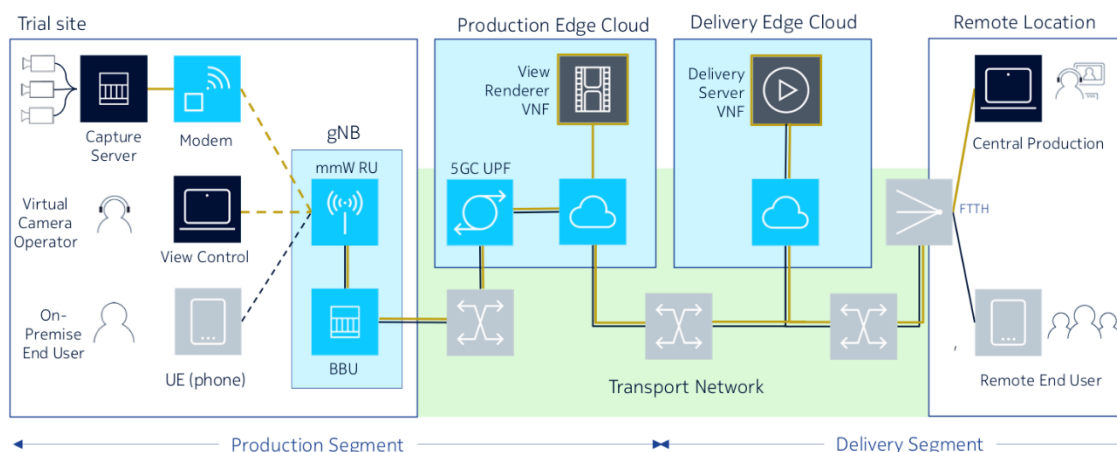 Trial site
Production Edge Cloud
Delivery Edge Cloud
Remote Location
View
Renderer
VNF
Delivery
Server
VNF
Capture
Server
Modem
Central Production
gNB
mmW RU
5GC UPF
Virtual
Camera
Operator
View Control
FTTH
On-
Premise
End User
UE (phone)
BBU
Transport Network
Remote End User
Production Segment
Delivery Segment